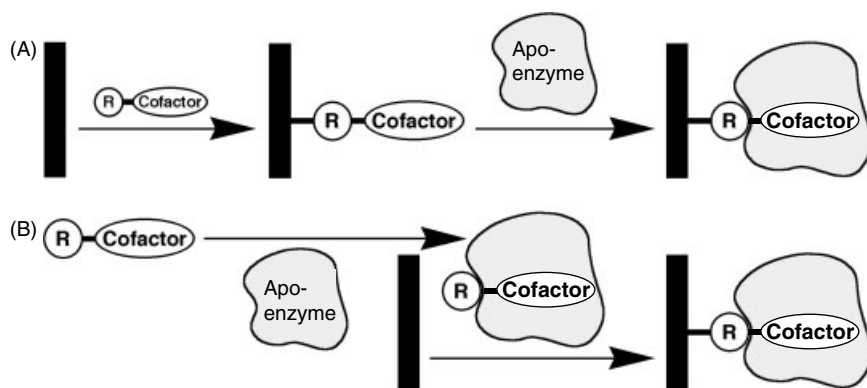 (A)
R Cofactor
R Cofactor
Apo-
enzyme
R Cofactor
(B)
R Cofactor
Apo-
enzyme
R Cofactor
R Cofactor